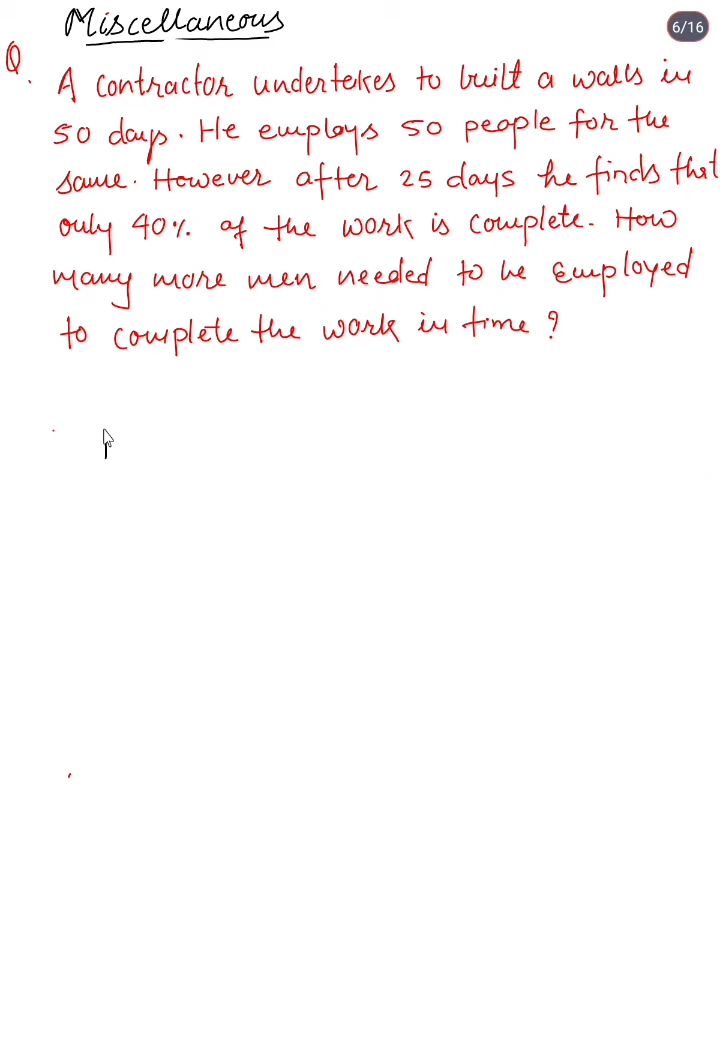 Miscellaneous
6/16
Q. A contractor undertakes to built a walls in
50 days. He employs 50 people for the
same. However after 25 days he finds that
only 40% of the work is complete. How
many more men needed to be employed
to complete the work in time?